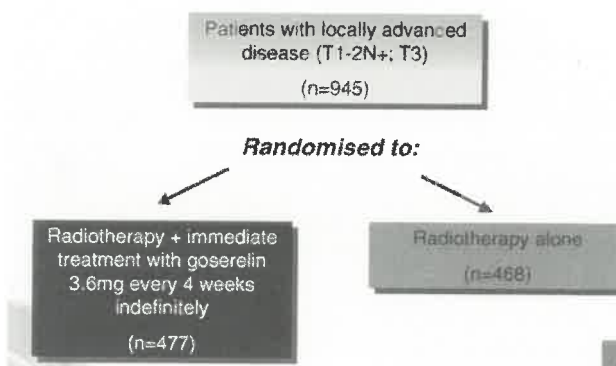 Patients with locally advanced
disease (T1-2N+; T3)
(n=945)
Randomised to:
Radiotherapy + immediate
treatment with goserelin
3.6mg every 4 weeks
indefinitely
(n=477)
Radiotherapy alone
(n=468)